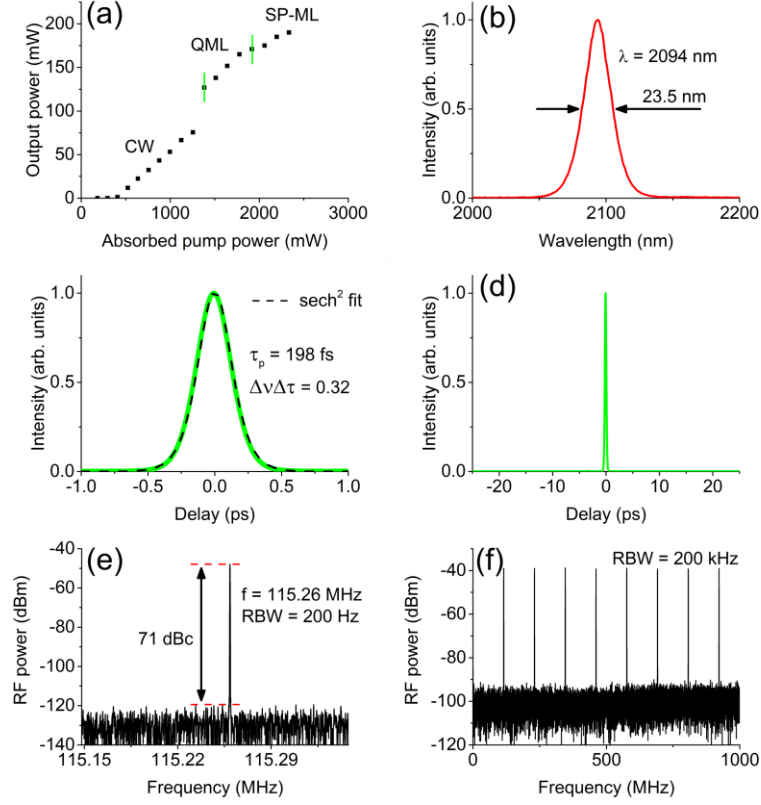 (a)
SP-ML
QML
CW
200
150
100
50
0
0
1000
2000
3000
Output power (mW)
Absorbed pump power (mW)
(b)
λ = 2094 nm
23.5 nm
1.0
0.5
0.0
2000
2100
2200
Intensity (arb. units)
Wavelength (nm)
sech² fit
τp = 198 fs
ΔνΔτ = 0.32
1.0
0.5
0.0
-1.0
-0.5
0.0
0.5
1.0
Intensity (arb. units)
Delay (ps)
(d)
1.0
0.5
0.0
-20
-10
0
10
20
Intensity (arb. units)
Delay (ps)
(e)
f = 115.26 MHz
RBW = 200 Hz
71 dBc
-40
-60
-80
-100
-120
-140
115.15
115.22
115.29
RF power (dBm)
Frequency (MHz)
(f)
RBW = 200 kHz
-40
-60
-80
-100
-120
0
500
1000
RF power (dBm)
Frequency (MHz)